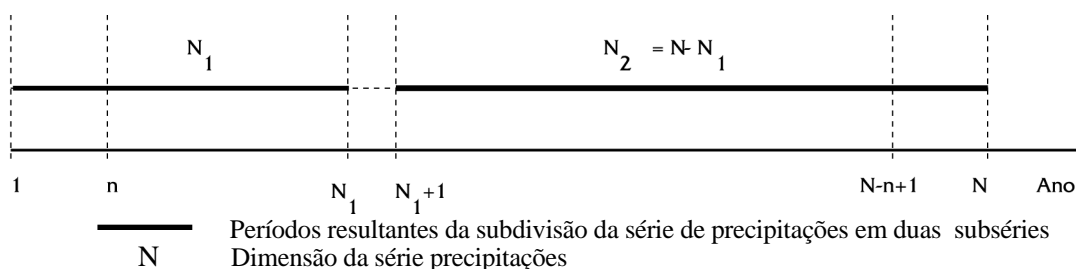 N1 N2 = N- N1
1 n N1 N1+1 N-n+1 N Ano
Períodos resultantes da subdivisão da série de precipitações em duas subséries
N Dimensão da série precipitações